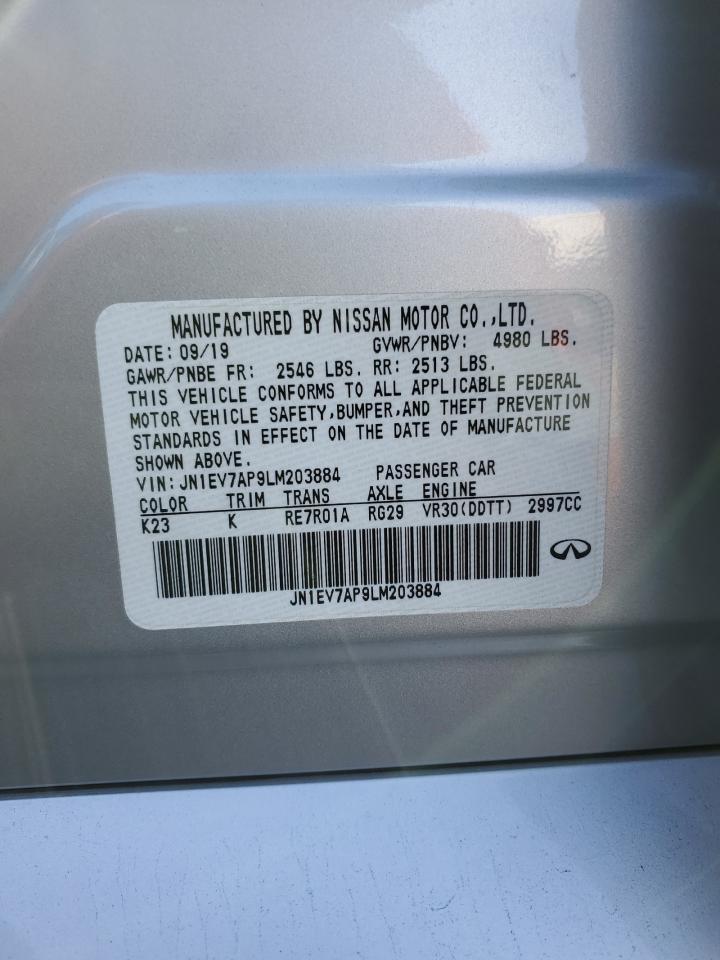 MANUFACTURED BY NISSAN MOTOR CO.,LTD.
DATE: 09/19 GVWR/PNBV: 4980 LBS.
GAWR/PNBE FR: 2546 LBS. RR: 2513 LBS.
THIS VEHICLE CONFORMS TO ALL APPLICABLE FEDERAL
MOTOR VEHICLE SAFETY,BUMPER,AND THEFT PREVENTION
STANDARDS IN EFFECT ON THE DATE OF MANUFACTURE
SHOWN ABOVE.
VIN: JN1EV7AP9LM203884 PASSENGER CAR
COLOR TRIM TRANS AXLE ENGINE
K23 K RE7R01A RG29 VR30(DDTT) 2997CC
JN1EV7AP9LM203884